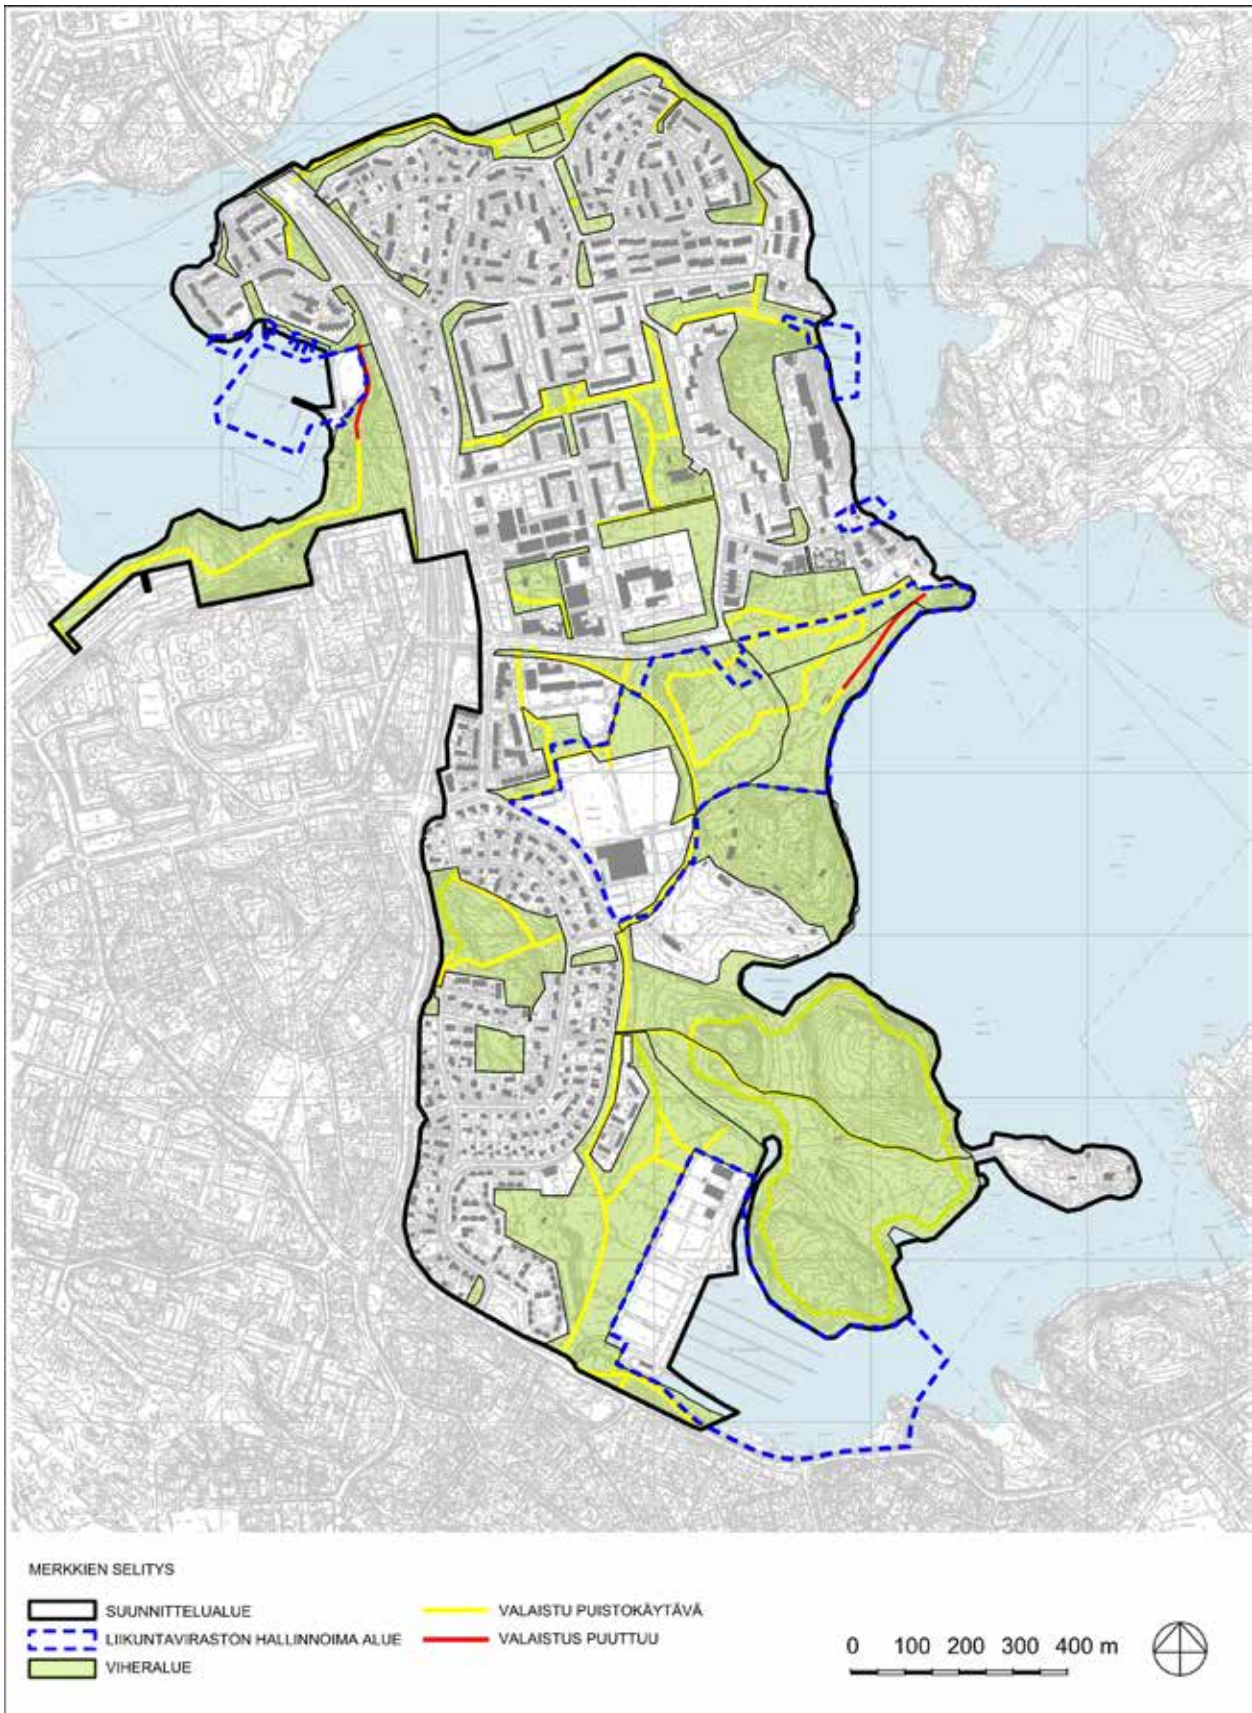 MERKKIEN SELITYS
SUUNNITTELUALUE
LIIKUNTAVIRASTON HALLINNOIMA ALUE
VIHERALUE
VALAISTU PUISTOKÄYTÄVÄ
VALAISTUS PUUTTUU
0 100 200 300 400 m